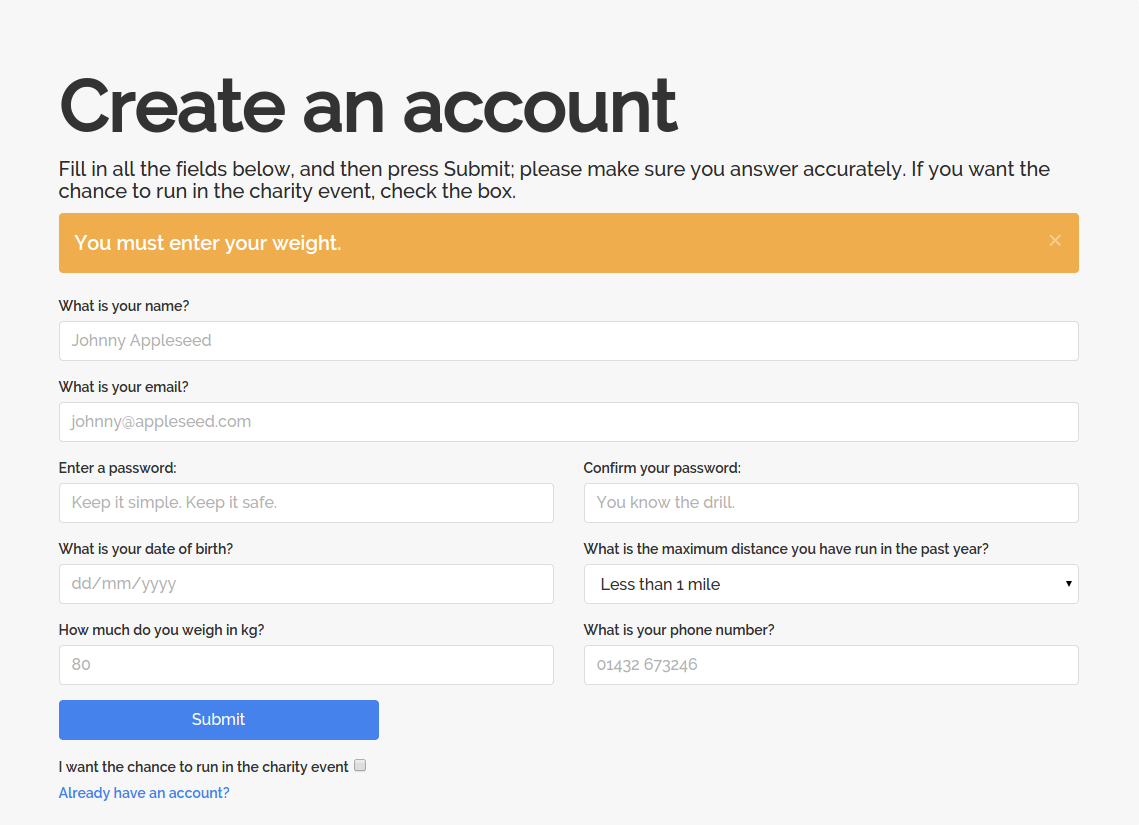 Create an account
Fill in all the fields below, and then press Submit; please make sure you answer accurately. If you want the
chance to run in the charity event, check the box.
You must enter your weight. ×
What is your name?
Johnny Appleseed
What is your email?
johnny@appleseed.com
Enter a password: Confirm your password:
Keep it simple. Keep it safe. You know the drill.
What is your date of birth? What is the maximum distance you have run in the past year?
dd/mm/yyyy Less than 1 mile
How much do you weigh in kg? What is your phone number?
80 01432 673246
Submit
I want the chance to run in the charity event
Already have an account?